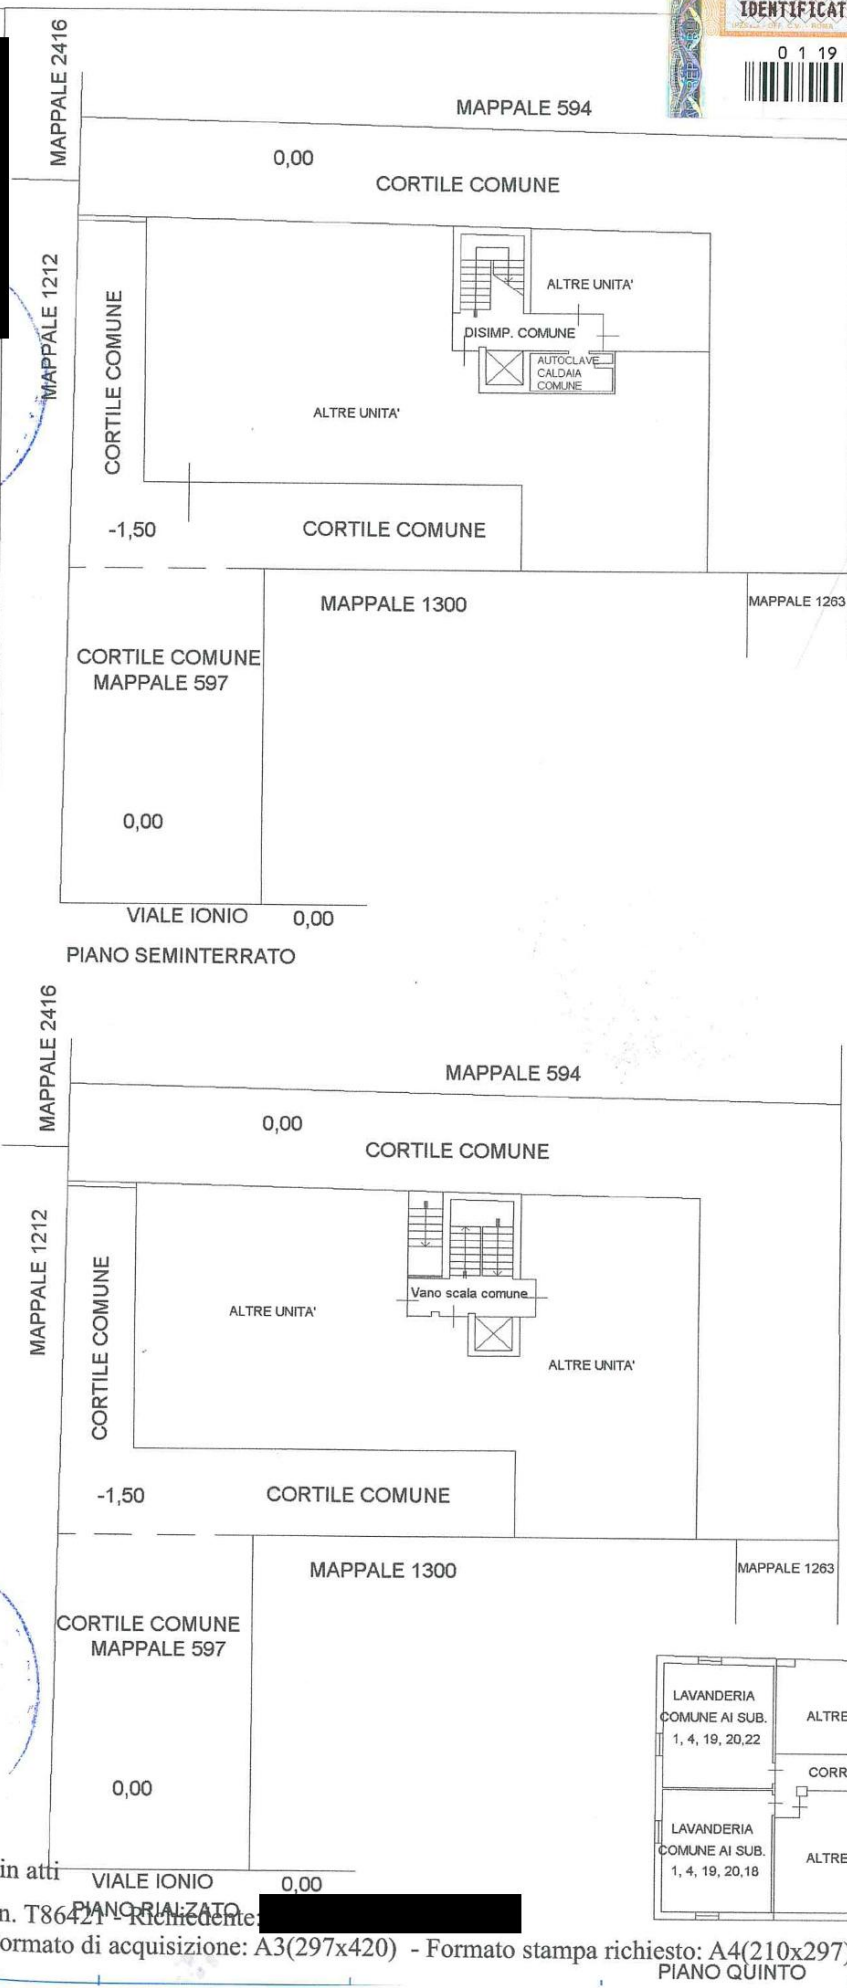 IDENTIFICAT
0 1 19
MAPPALE 2416
MAPPALE 594
0,00
CORTILE COMUNE
MAPPALE 1212
CORTILE COMUNE
ALTRE UNITA'
DISIMP. COMUNE
AUTOCLAVE
CALDAIA
COMUNE
ALTRE UNITA'
-1,50
CORTILE COMUNE
MAPPALE 1300
MAPPALE 1263
CORTILE COMUNE
MAPPALE 597
0,00
VIALE IONIO
0,00
PIANO SEMINTERRATO
MAPPALE 2416
MAPPALE 594
0,00
CORTILE COMUNE
MAPPALE 1212
CORTILE COMUNE
Vano scala comune
ALTRE UNITA'
ALTRE UNITA'
-1,50
CORTILE COMUNE
MAPPALE 1300
MAPPALE 1263
CORTILE COMUNE
MAPPALE 597
0,00
LAVANDERIA
COMUNE AI SUB.
1, 4, 19, 20,22
ALTRE
CORR
LAVANDERIA
COMUNE AI SUB.
1, 4, 19, 20,18
ALTRE
in atti
VIALE IONIO
0,00
PIANO RIALZATO
n. T86421 - Richiedente:
ormato di acquisizione: A3(297x420) - Formato stampa richiesto: A4(210x297)
PIANO QUINTO